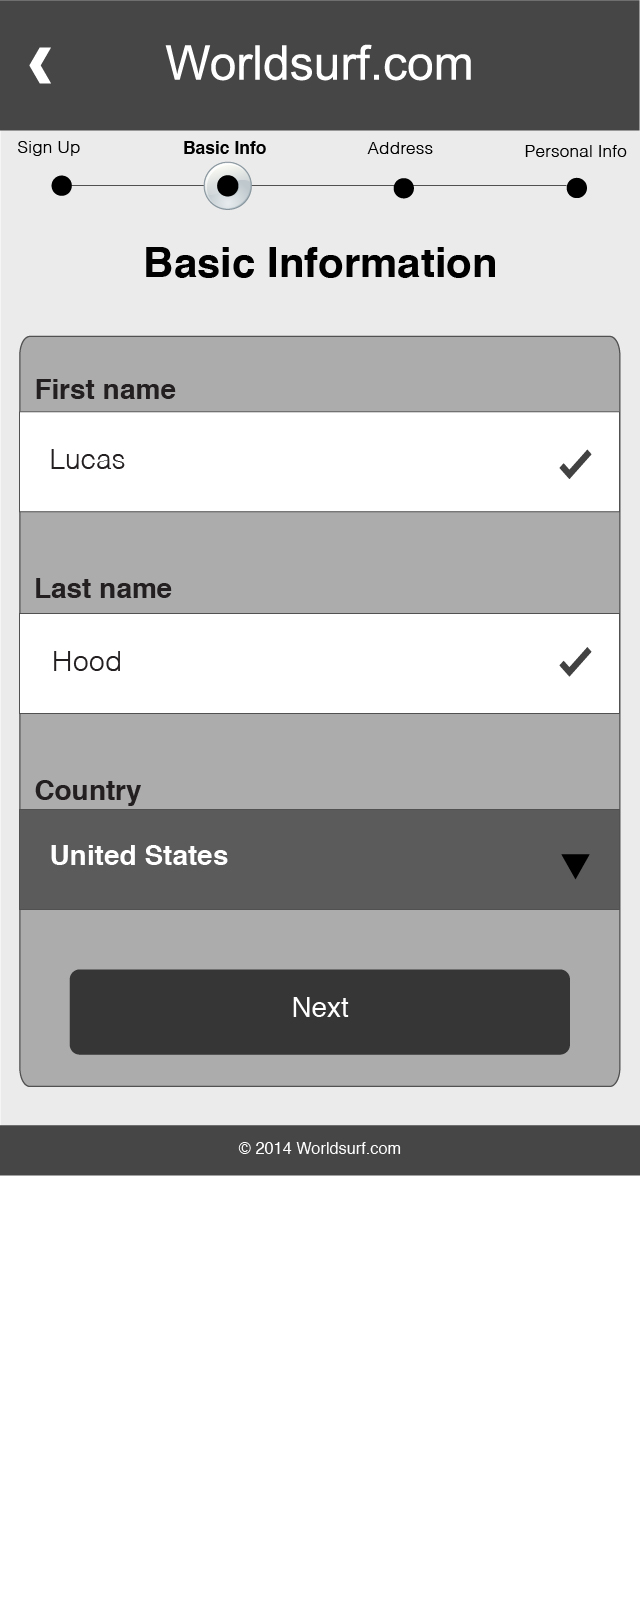 Worldsurf.com
Sign Up
Basic Info
Address
Personal Info
Basic Information
First name
Lucas
Last name
Hood
Country
United States
Next
© 2014 Worldsurf.com